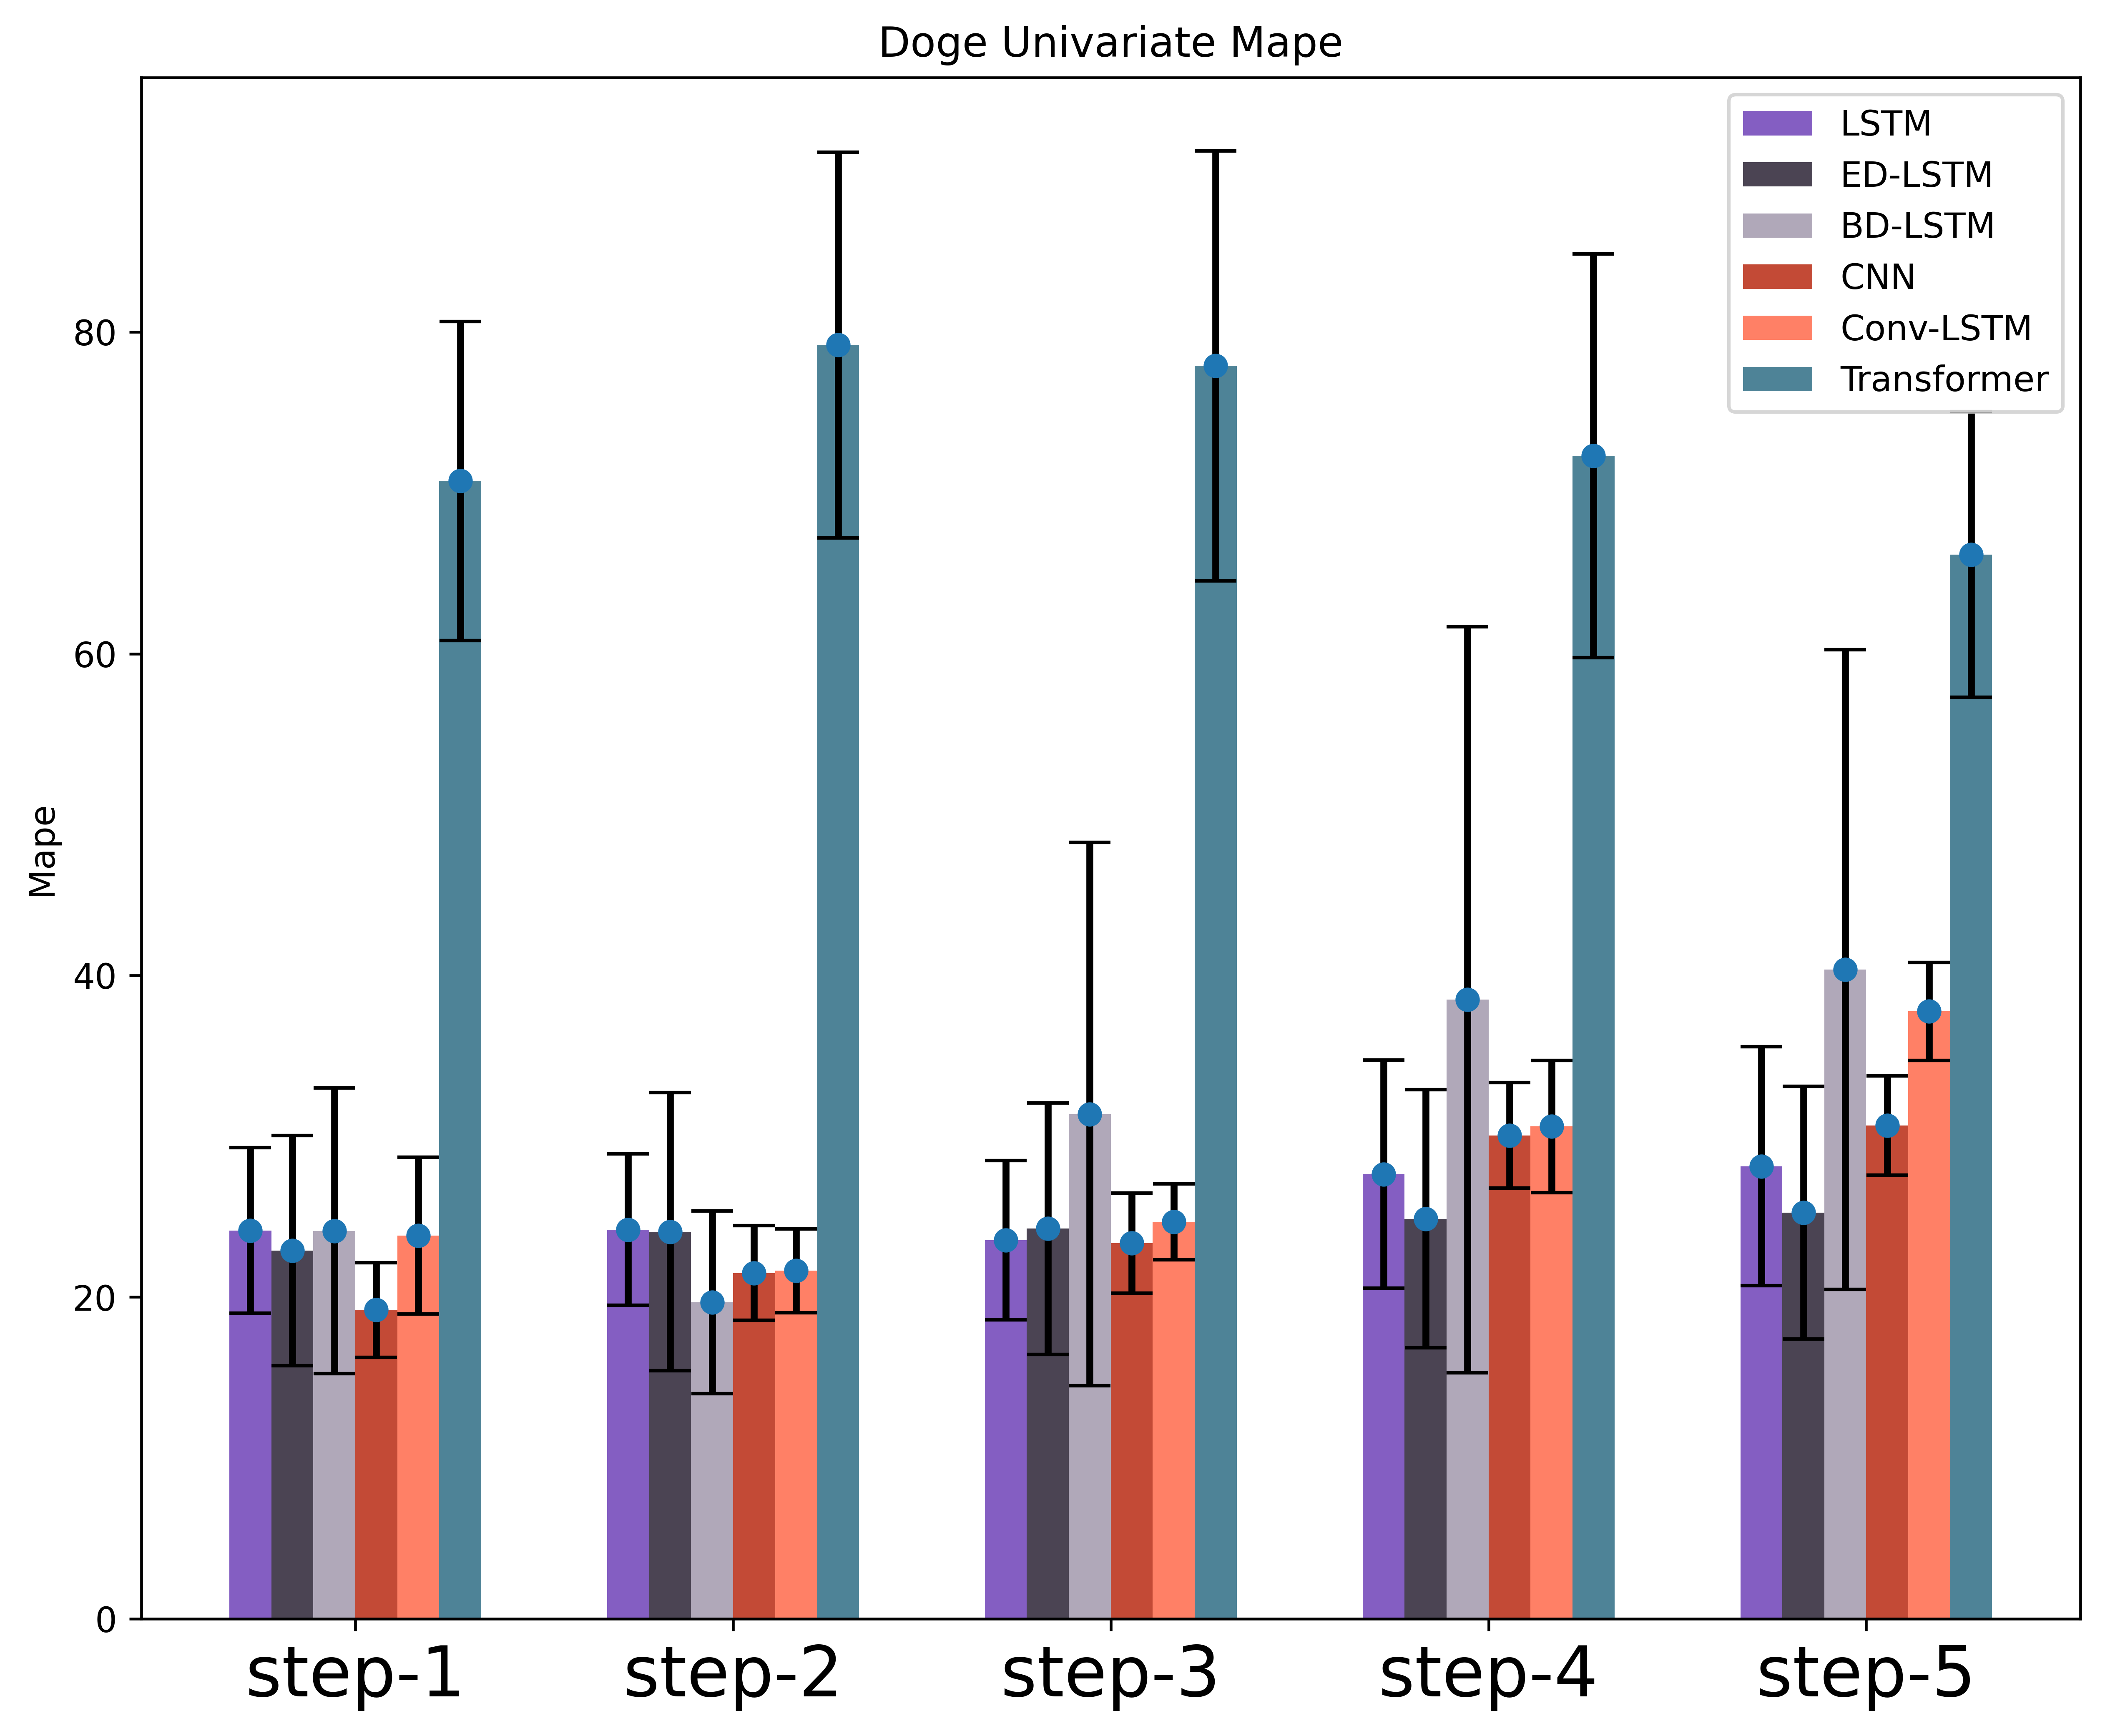 Doge Univariate Mape
LSTM
ED-LSTM
BD-LSTM
CNN
Conv-LSTM
Transformer
80
60
40
20
0
Mape
step-1
step-2
step-3
step-4
step-5